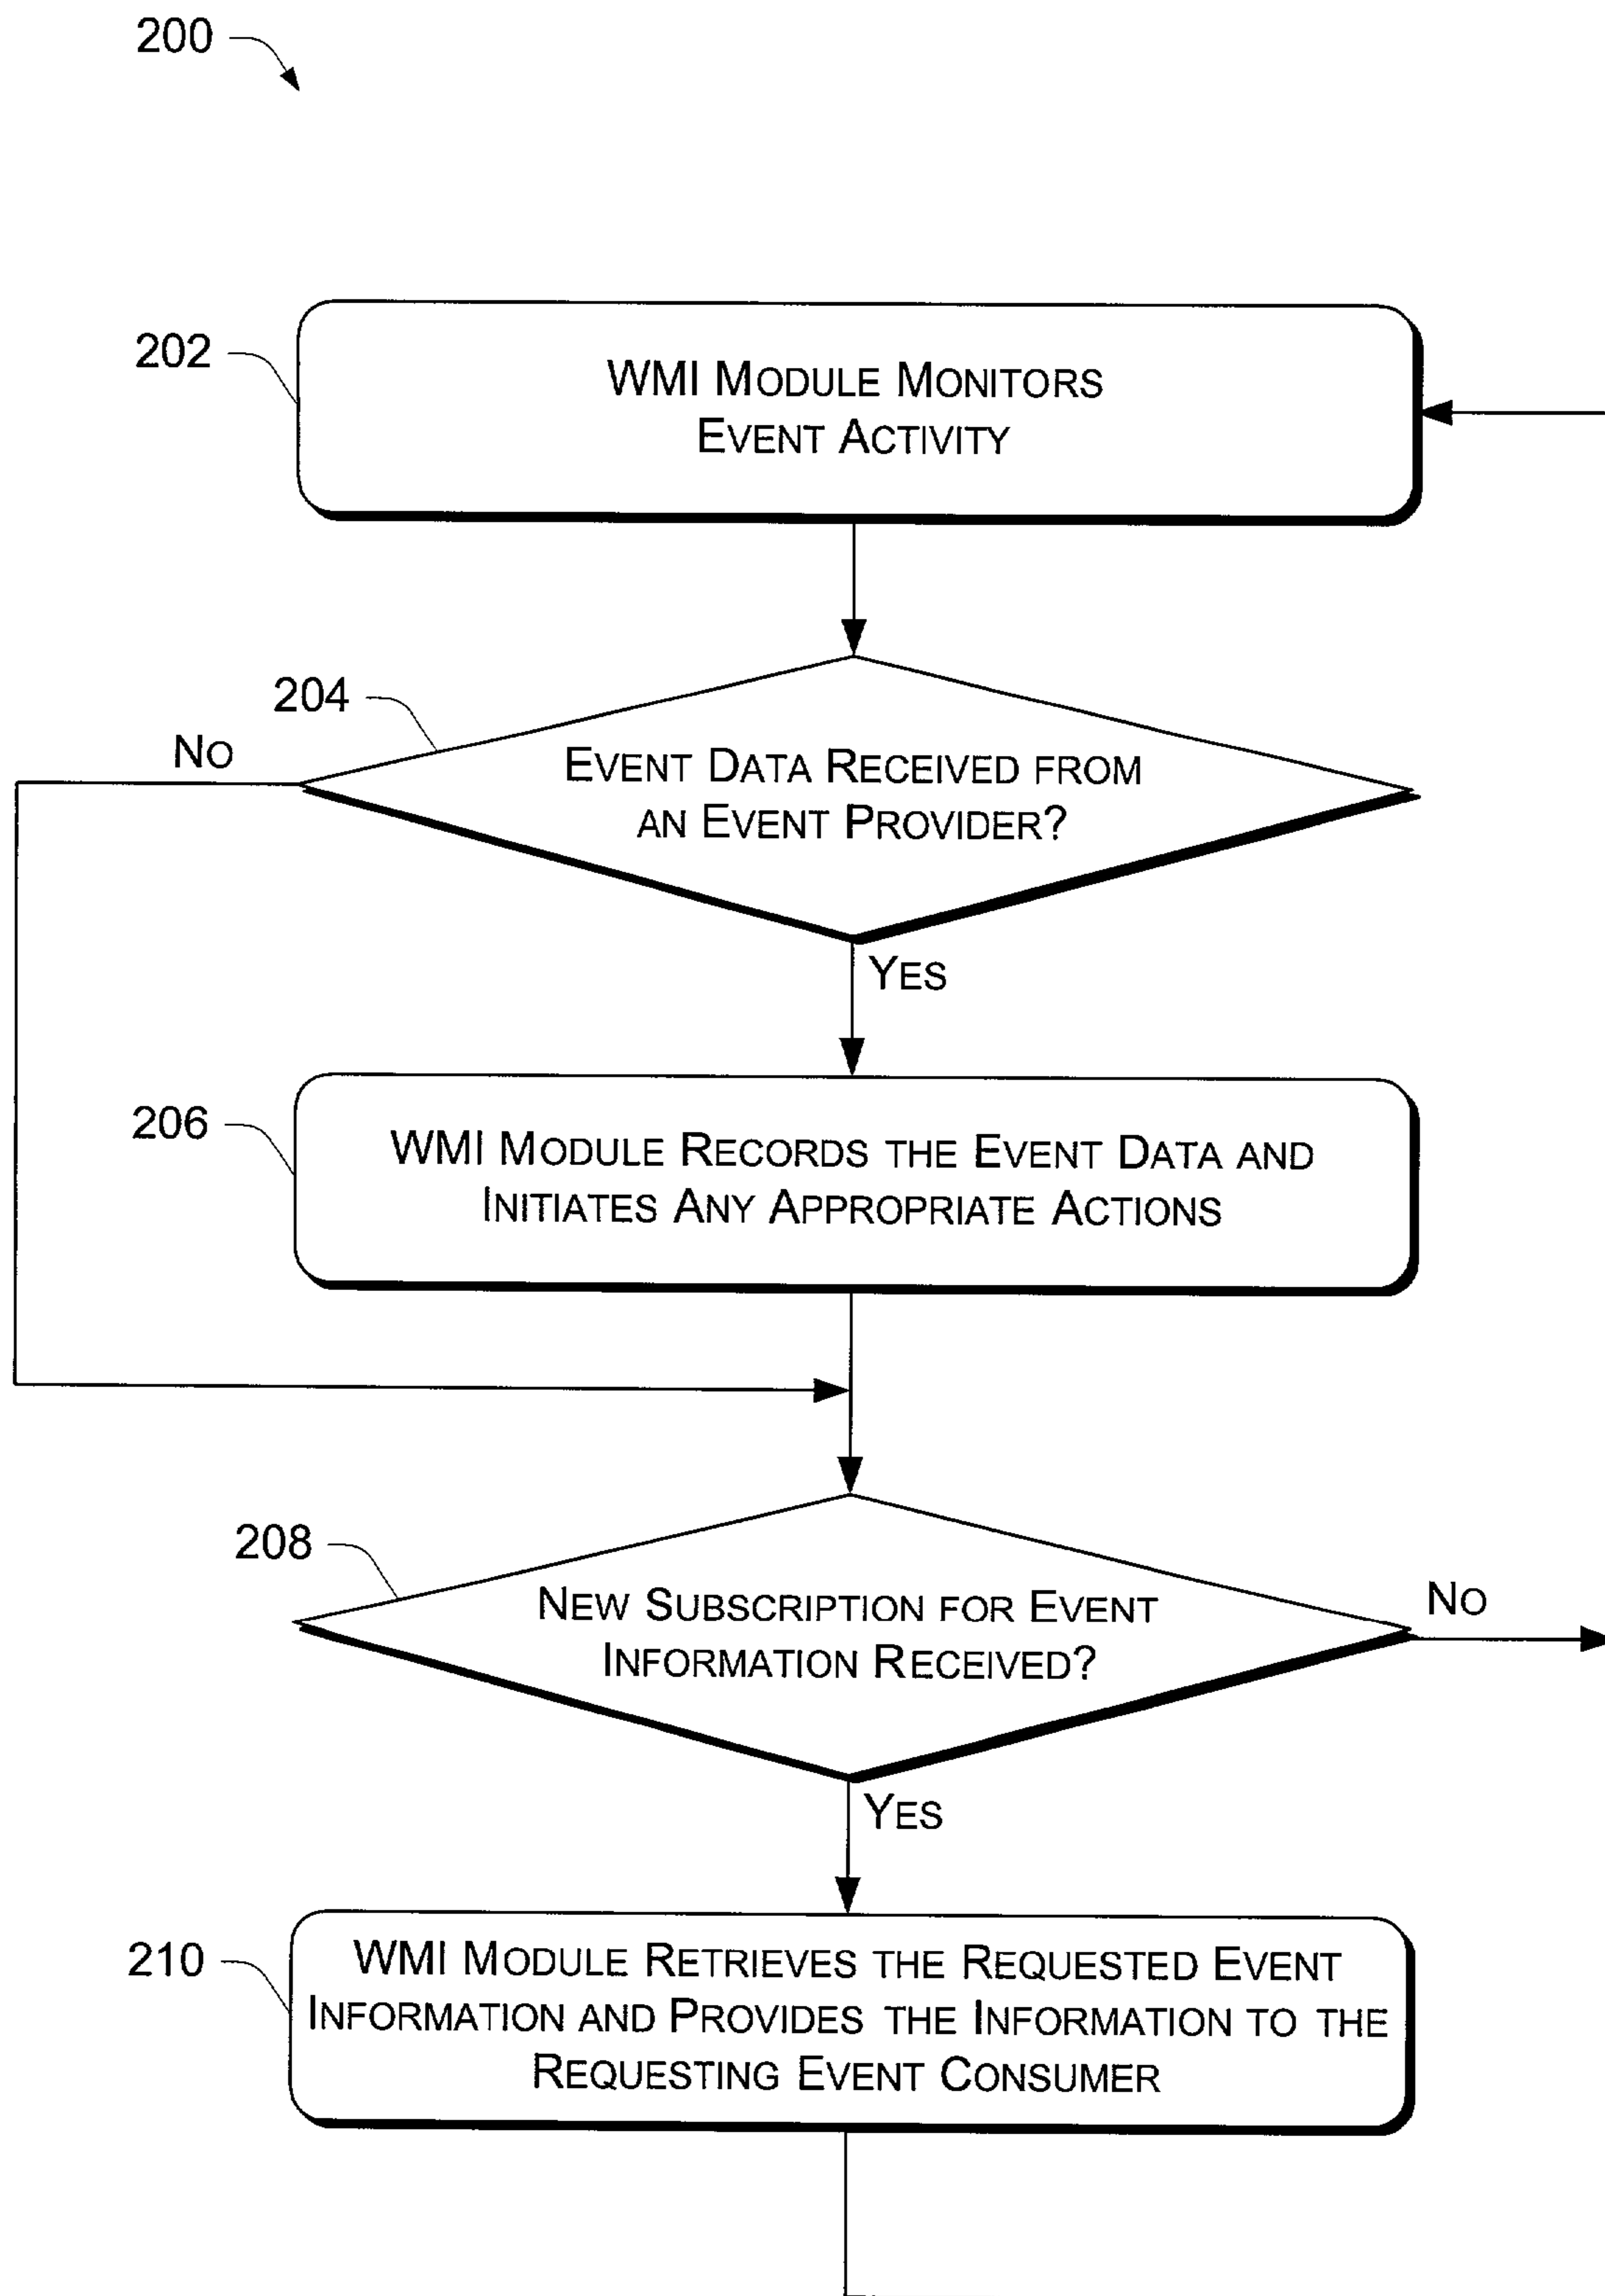 200
202
WMI MODULE MONITORS
EVENT ACTIVITY
204
NO
EVENT DATA RECEIVED FROM
AN EVENT PROVIDER?
YES
206
WMI MODULE RECORDS THE EVENT DATA AND
INITIATES ANY APPROPRIATE ACTIONS
208
NEW SUBSCRIPTION FOR EVENT
INFORMATION RECEIVED?
NO
YES
210
WMI MODULE RETRIEVES THE REQUESTED EVENT
INFORMATION AND PROVIDES THE INFORMATION TO THE
REQUESTING EVENT CONSUMER